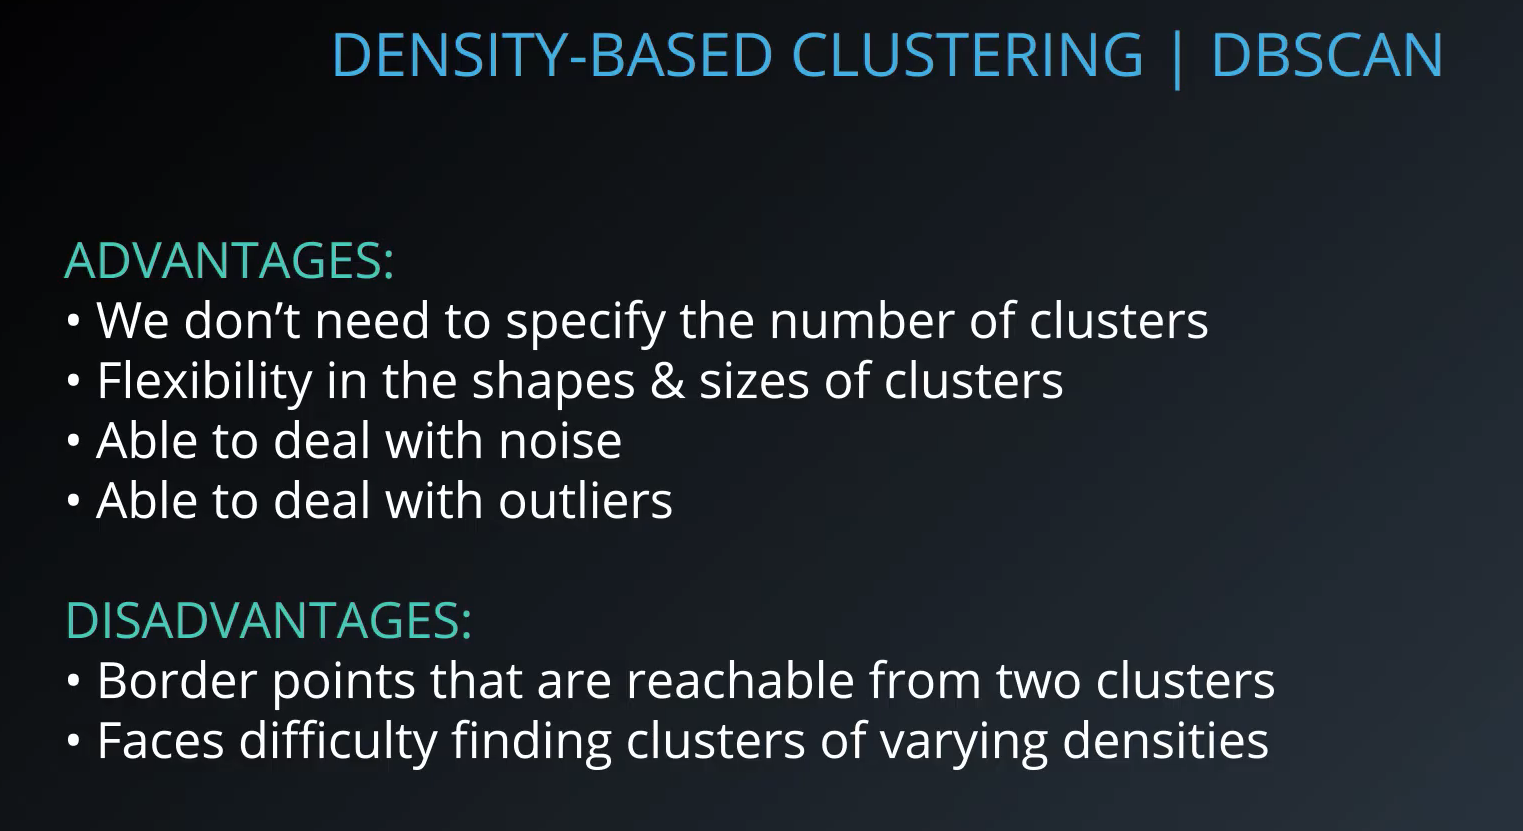 DENSITY-BASED CLUSTERING | DBSCAN
ADVANTAGES:
• We don’t need to specify the number of clusters
• Flexibility in the shapes & sizes of clusters
• Able to deal with noise
• Able to deal with outliers
DISADVANTAGES:
• Border points that are reachable from two clusters
• Faces difficulty finding clusters of varying densities